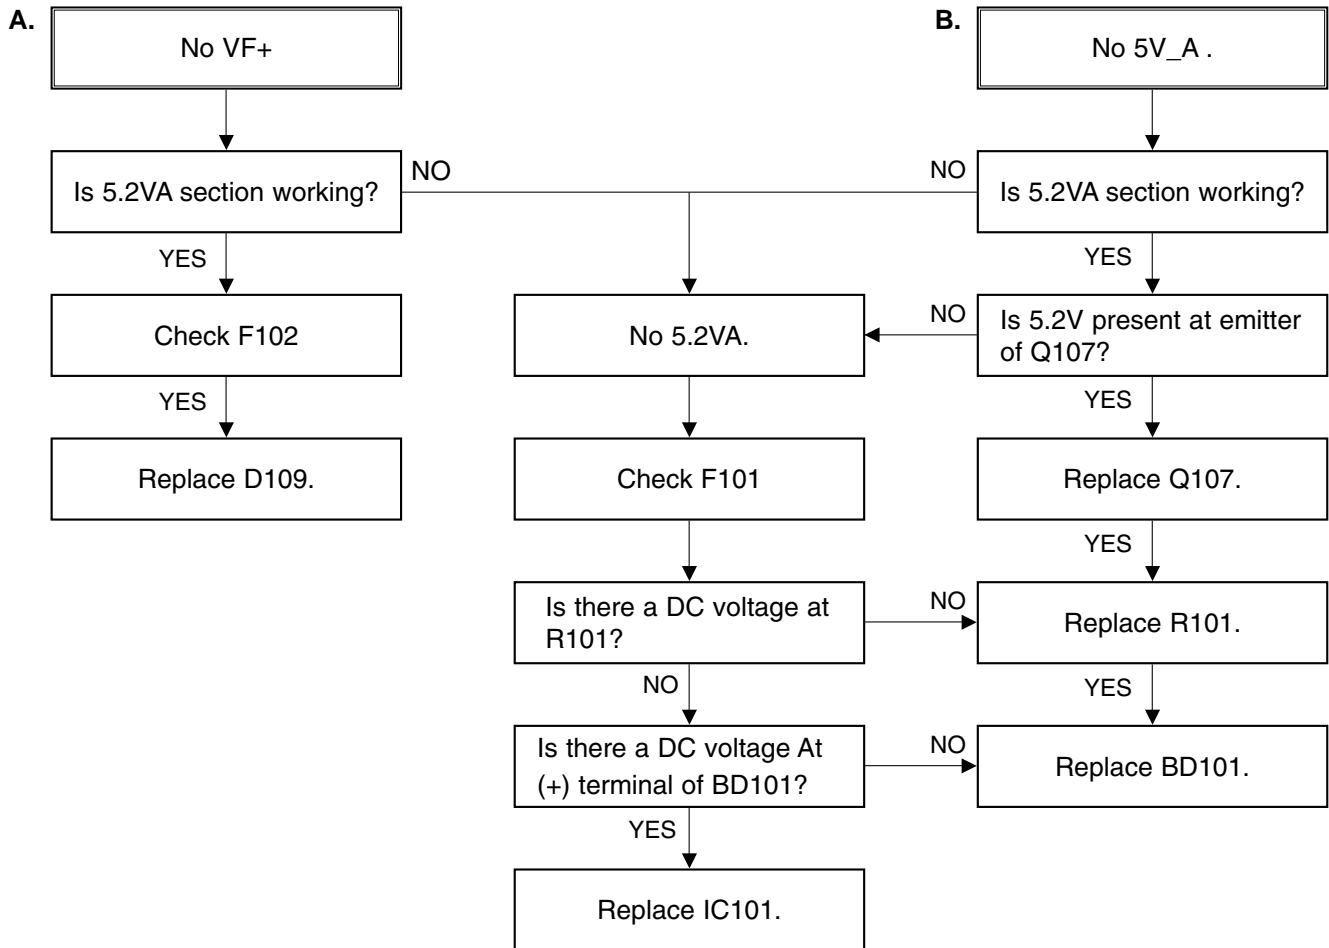 A.
No VF+
Is 5.2VA section working?
NO
YES
Check F102
YES
Replace D109.
B.
No 5V_A .
NO
Is 5.2VA section working?
YES
NO
Is 5.2V present at emitter
of Q107?
YES
Replace Q107.
YES
Replace R101.
YES
Replace BD101.
No 5.2VA.
Check F101
Is there a DC voltage at
R101?
NO
NO
Is there a DC voltage At
(+) terminal of BD101?
NO
YES
Replace IC101.